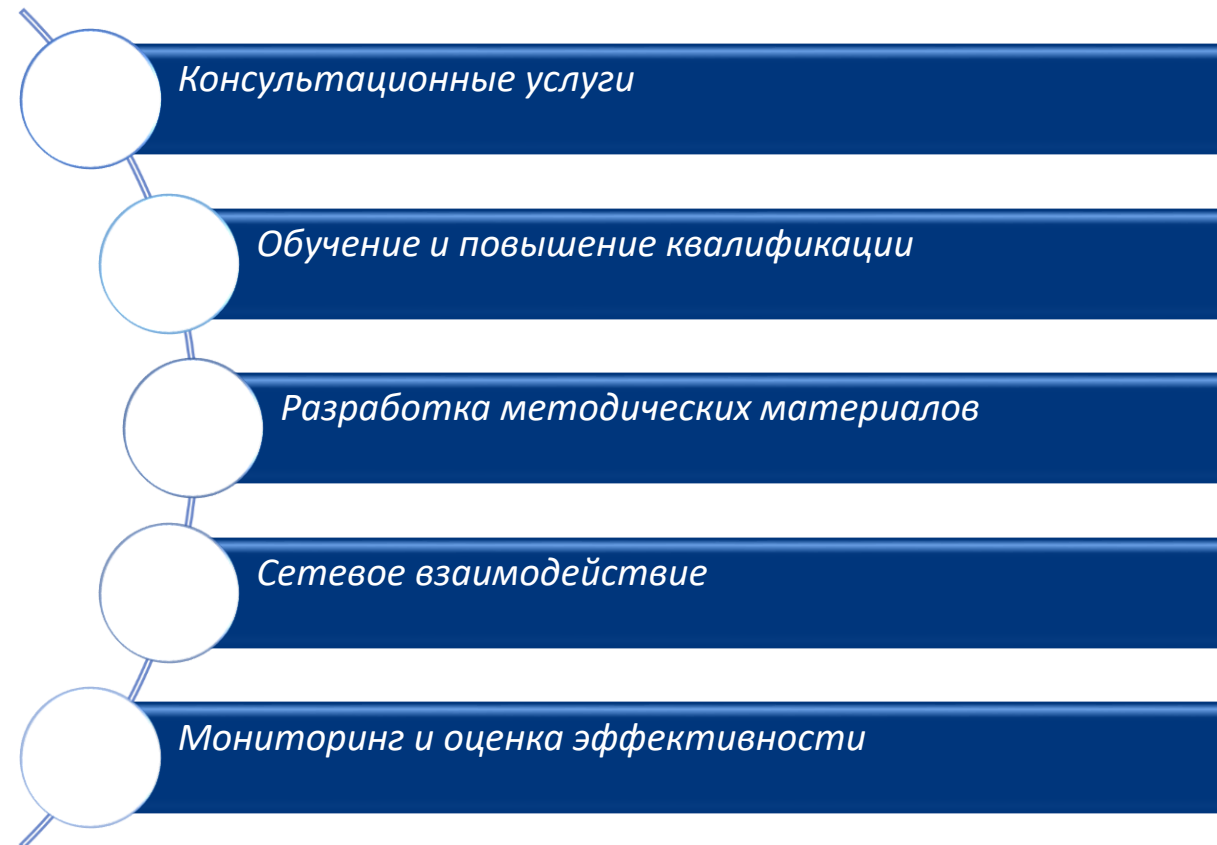 Консультационные услуги
Обучение и повышение квалификации
Разработка методических материалов
Сетевое взаимодействие
Мониторинг и оценка эффективности